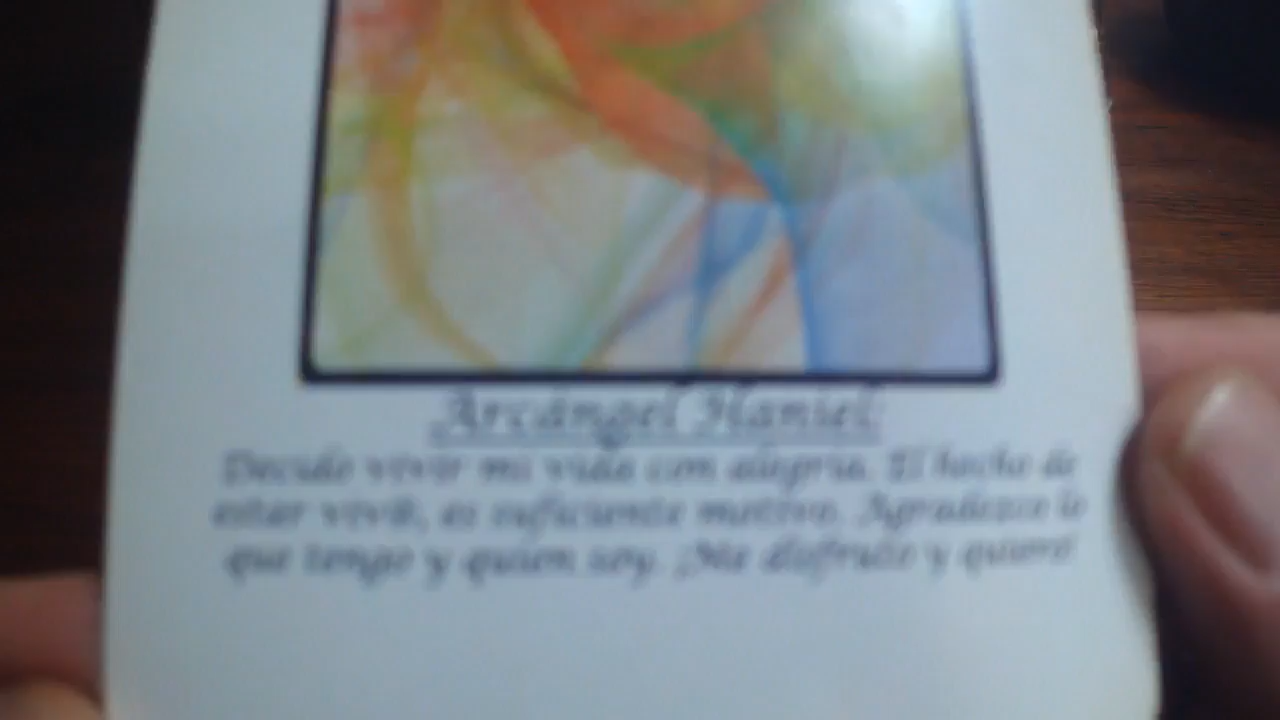 Arcángel Haniel:
Decido vivir mi vida con alegría. El hecho de
estar vivo, es suficiente motivo. Agradezco lo
que tengo y quien soy. ¡Me disfruto y quiero!